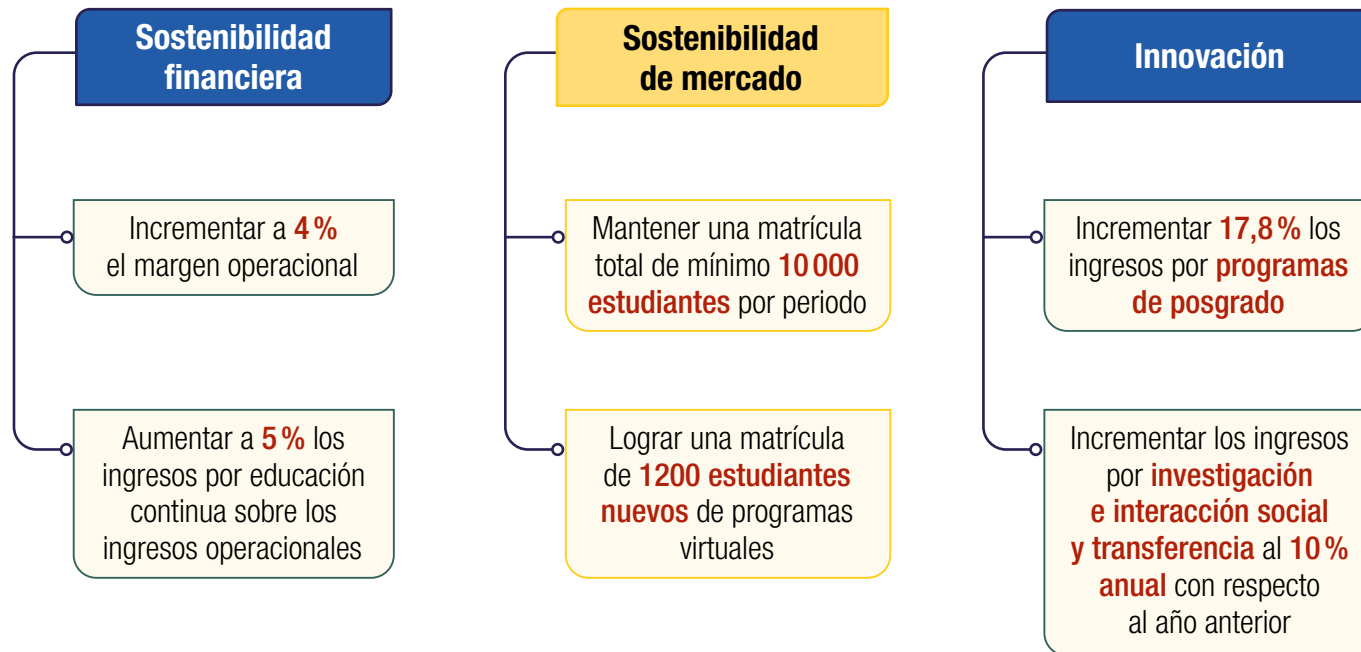 Sostenibilidad
financiera
Incrementar a 4 %
el margen operacional
Aumentar a 5 % los
ingresos por educación
continua sobre los
ingresos operacionales
Sostenibilidad
de mercado
Mantener una matrícula
total de mínimo 10 000
estudiantes por periodo
Lograr una matrícula
de 1200 estudiantes
nuevos de programas
virtuales
Innovación
Incrementar 17,8 % los
ingresos por programas
de posgrado
Incrementar los ingresos
por investigación
e interacción social
y transferencia al 10 %
anual con respecto
al año anterior